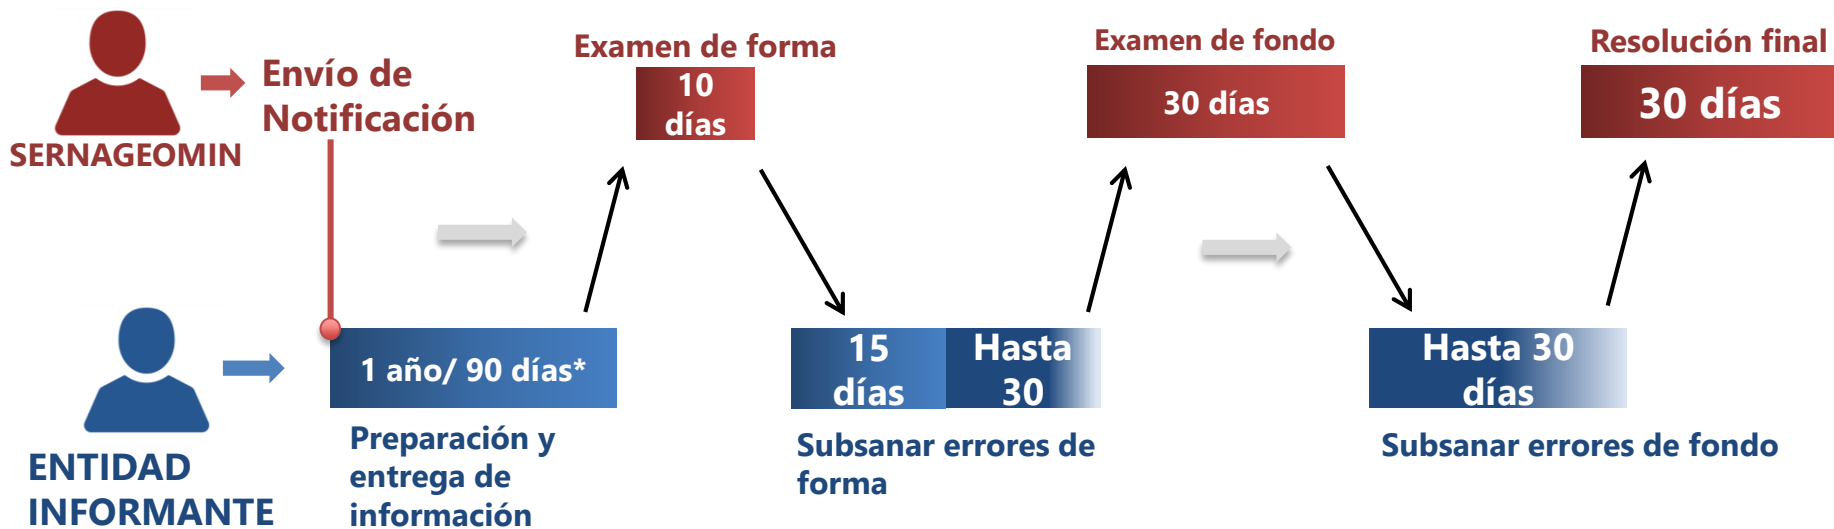 SERNAGEOMIN
Envío de
Notificación
Examen de forma
10
días
Examen de fondo
30 días
Resolución final
30 días
ENTIDAD
INFORMANTE
1 año/ 90 días*
Preparación y
entrega de
información
15
días
Hasta
30
Subsanar errores de
forma
Hasta 30
días
Subsanar errores de fondo